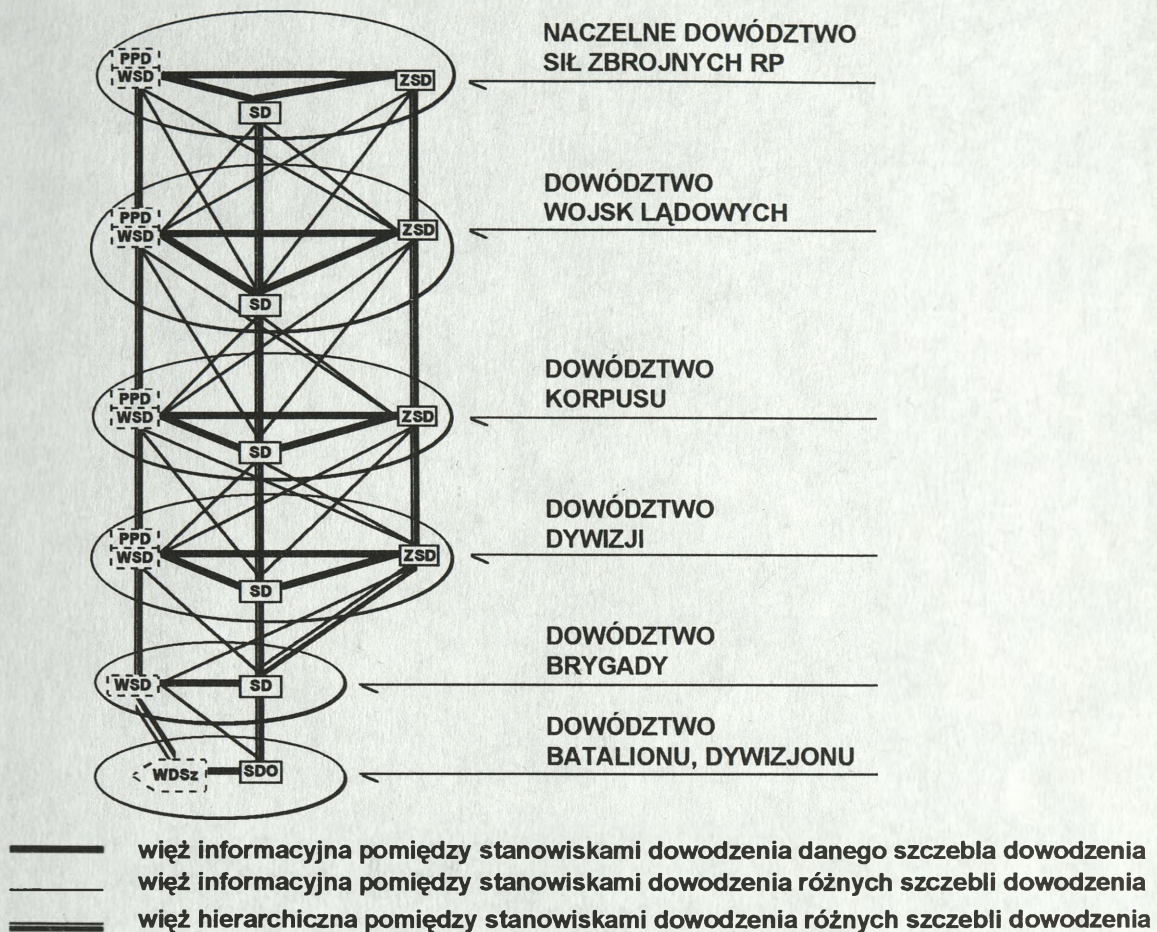 NACZELNE DOWÓDZTWO
SIŁ ZBROJNYCH RP
PPD
WSD
ZSD
SD
DOWÓDZTWO
WOJSK LĄDOWYCH
PPD
WSD
ZSD
SD
DOWÓDZTWO
KORPUSU
PPD
WSD
ZSD
SD
DOWÓDZTWO
DYWIZJI
PPD
WSD
ZSD
SD
DOWÓDZTWO
BRYGADY
WSD
SD
DOWÓDZTWO
BATALIONU, DYWIZJONU
WDSz
SDO
więź informacyjna pomiędzy stanowiskami dowodzenia danego szczebla dowodzenia
więź informacyjna pomiędzy stanowiskami dowodzenia różnych szczebli dowodzenia
więź hierarchiczna pomiędzy stanowiskami dowodzenia różnych szczebli dowodzenia